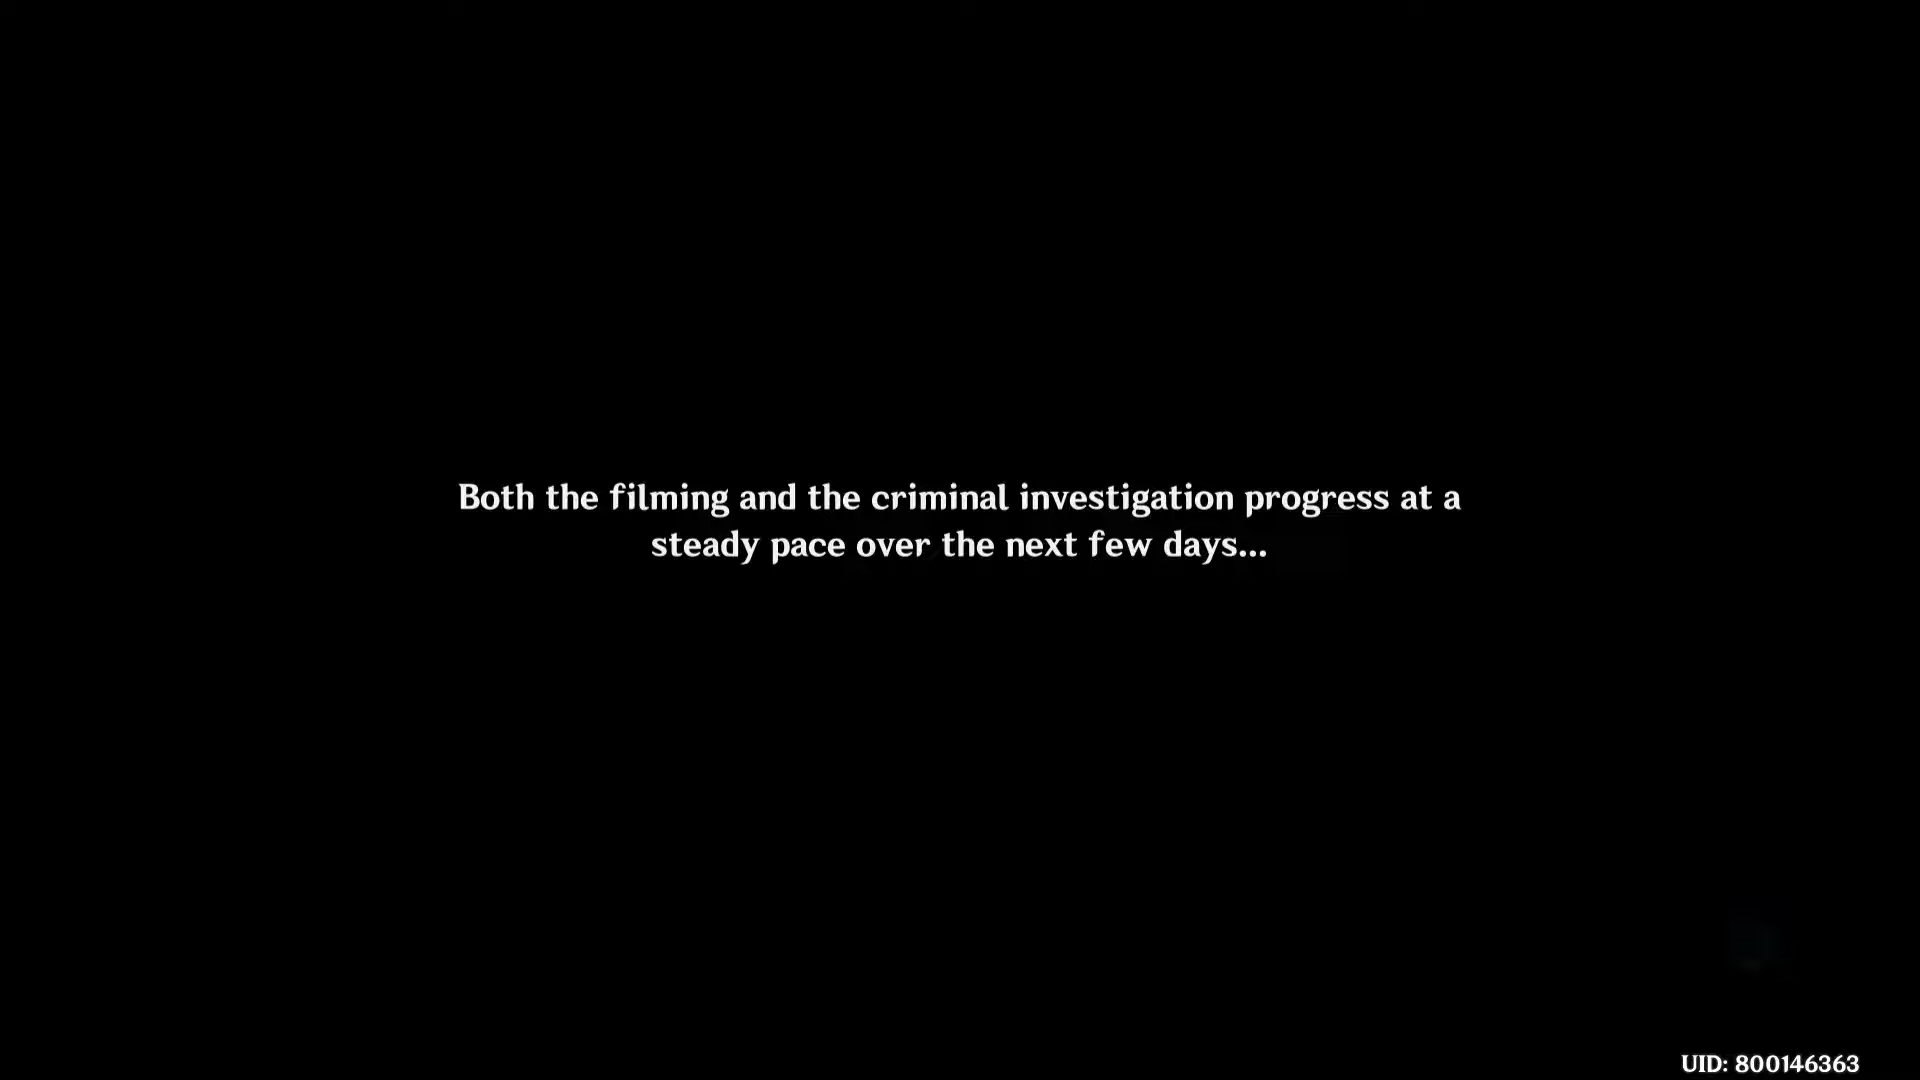 Both the filming and the criminal investigation progress at a
steady pace over the next few days...
UID: 800146363